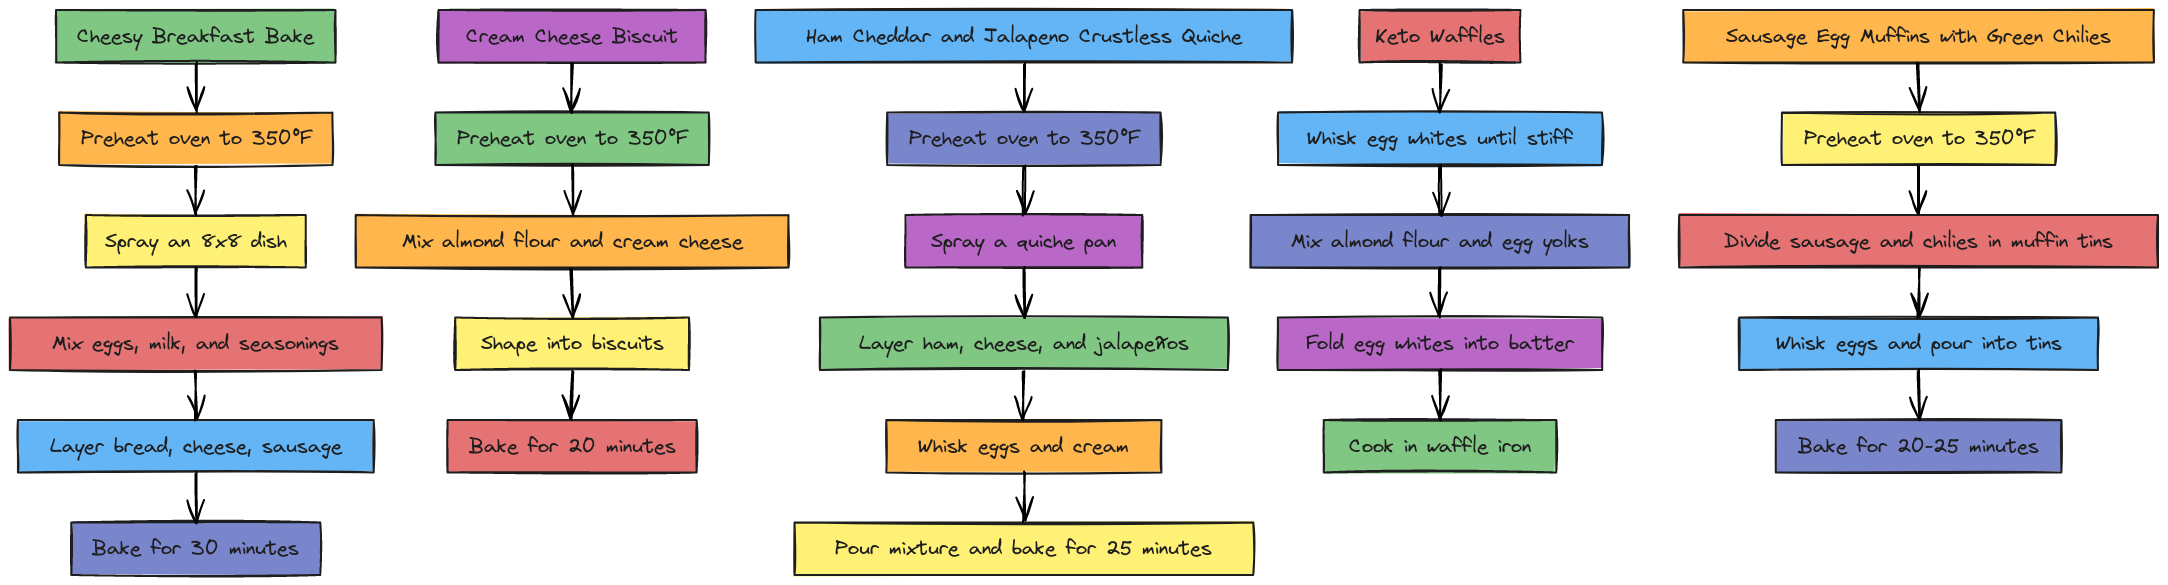 Cheesy Breakfast Bake
Preheat oven to 350°F
Spray an 8x8 dish
Mix eggs, milk, and seasonings
Layer bread, cheese, sausage
Bake for 30 minutes
Cream Cheese Biscuit
Preheat oven to 350°F
Mix almond flour and cream cheese
Shape into biscuits
Bake for 20 minutes
Ham Cheddar and Jalapeno Crustless Quiche
Preheat oven to 350°F
Spray a quiche pan
Layer ham, cheese, and jalapeños
Whisk eggs and cream
Pour mixture and bake for 25 minutes
Keto Waffles
Whisk egg whites until stiff
Mix almond flour and egg yolks
Fold egg whites into batter
Cook in waffle iron
Sausage Egg Muffins with Green Chilies
Preheat oven to 350°F
Divide sausage and chilies in muffin tins
Whisk eggs and pour into tins
Bake for 20-25 minutes